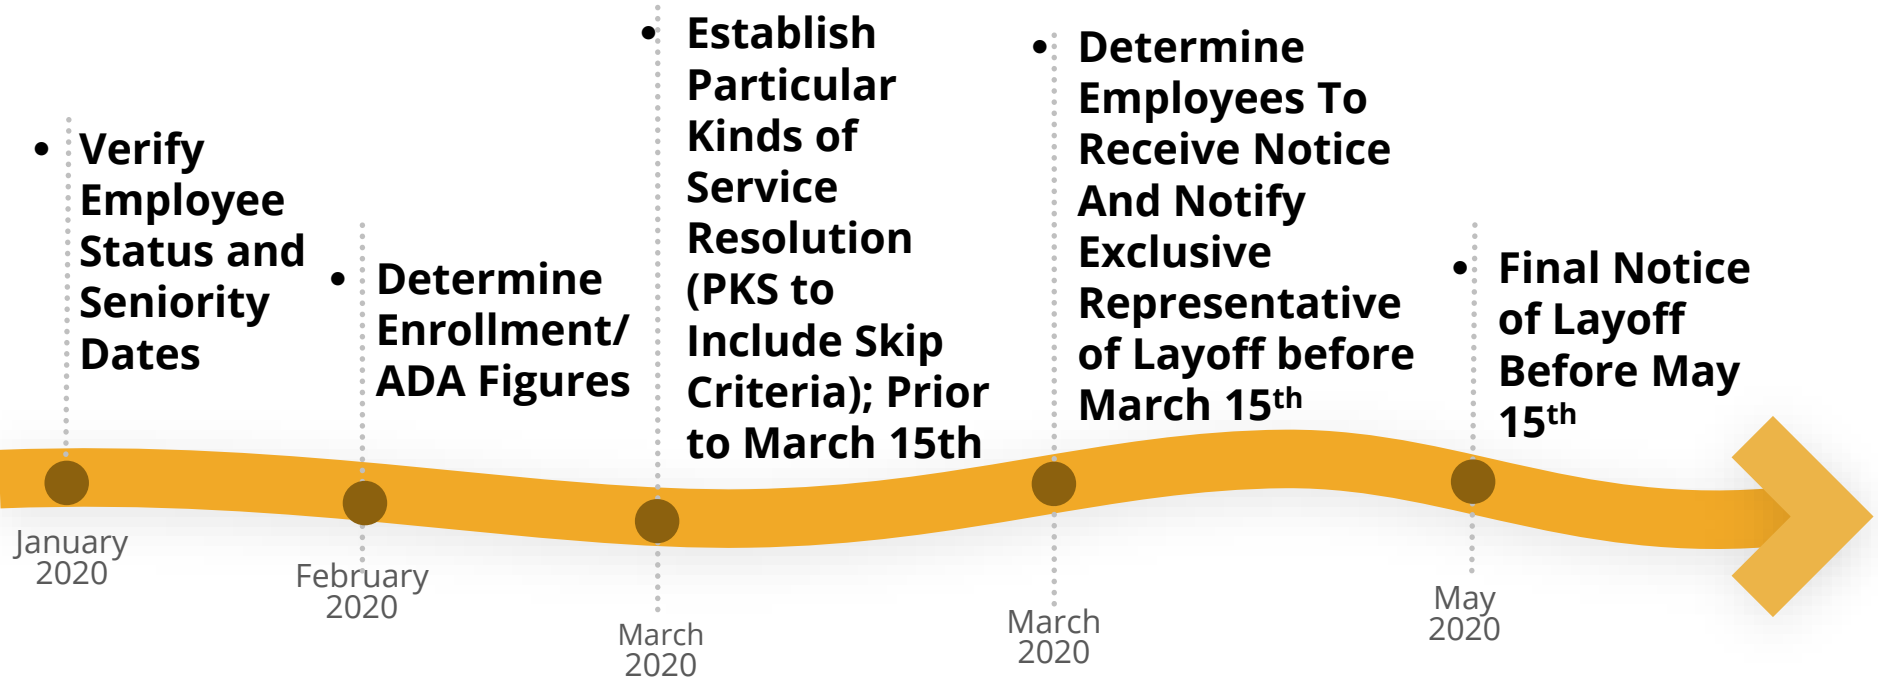 • Verify
Employee
Status and
Seniority
Dates
January
2020
• Determine
Enrollment/
ADA Figures
February
2020
• Establish
Particular
Kinds of
Service
Resolution
(PKS to
Include Skip
Criteria); Prior
to March 15th
March
2020
• Determine
Employees To
Receive Notice
And Notify
Exclusive
Representative
of Layoff before
March 15th
March
2020
• Final Notice
of Layoff
Before May
15th
May
2020